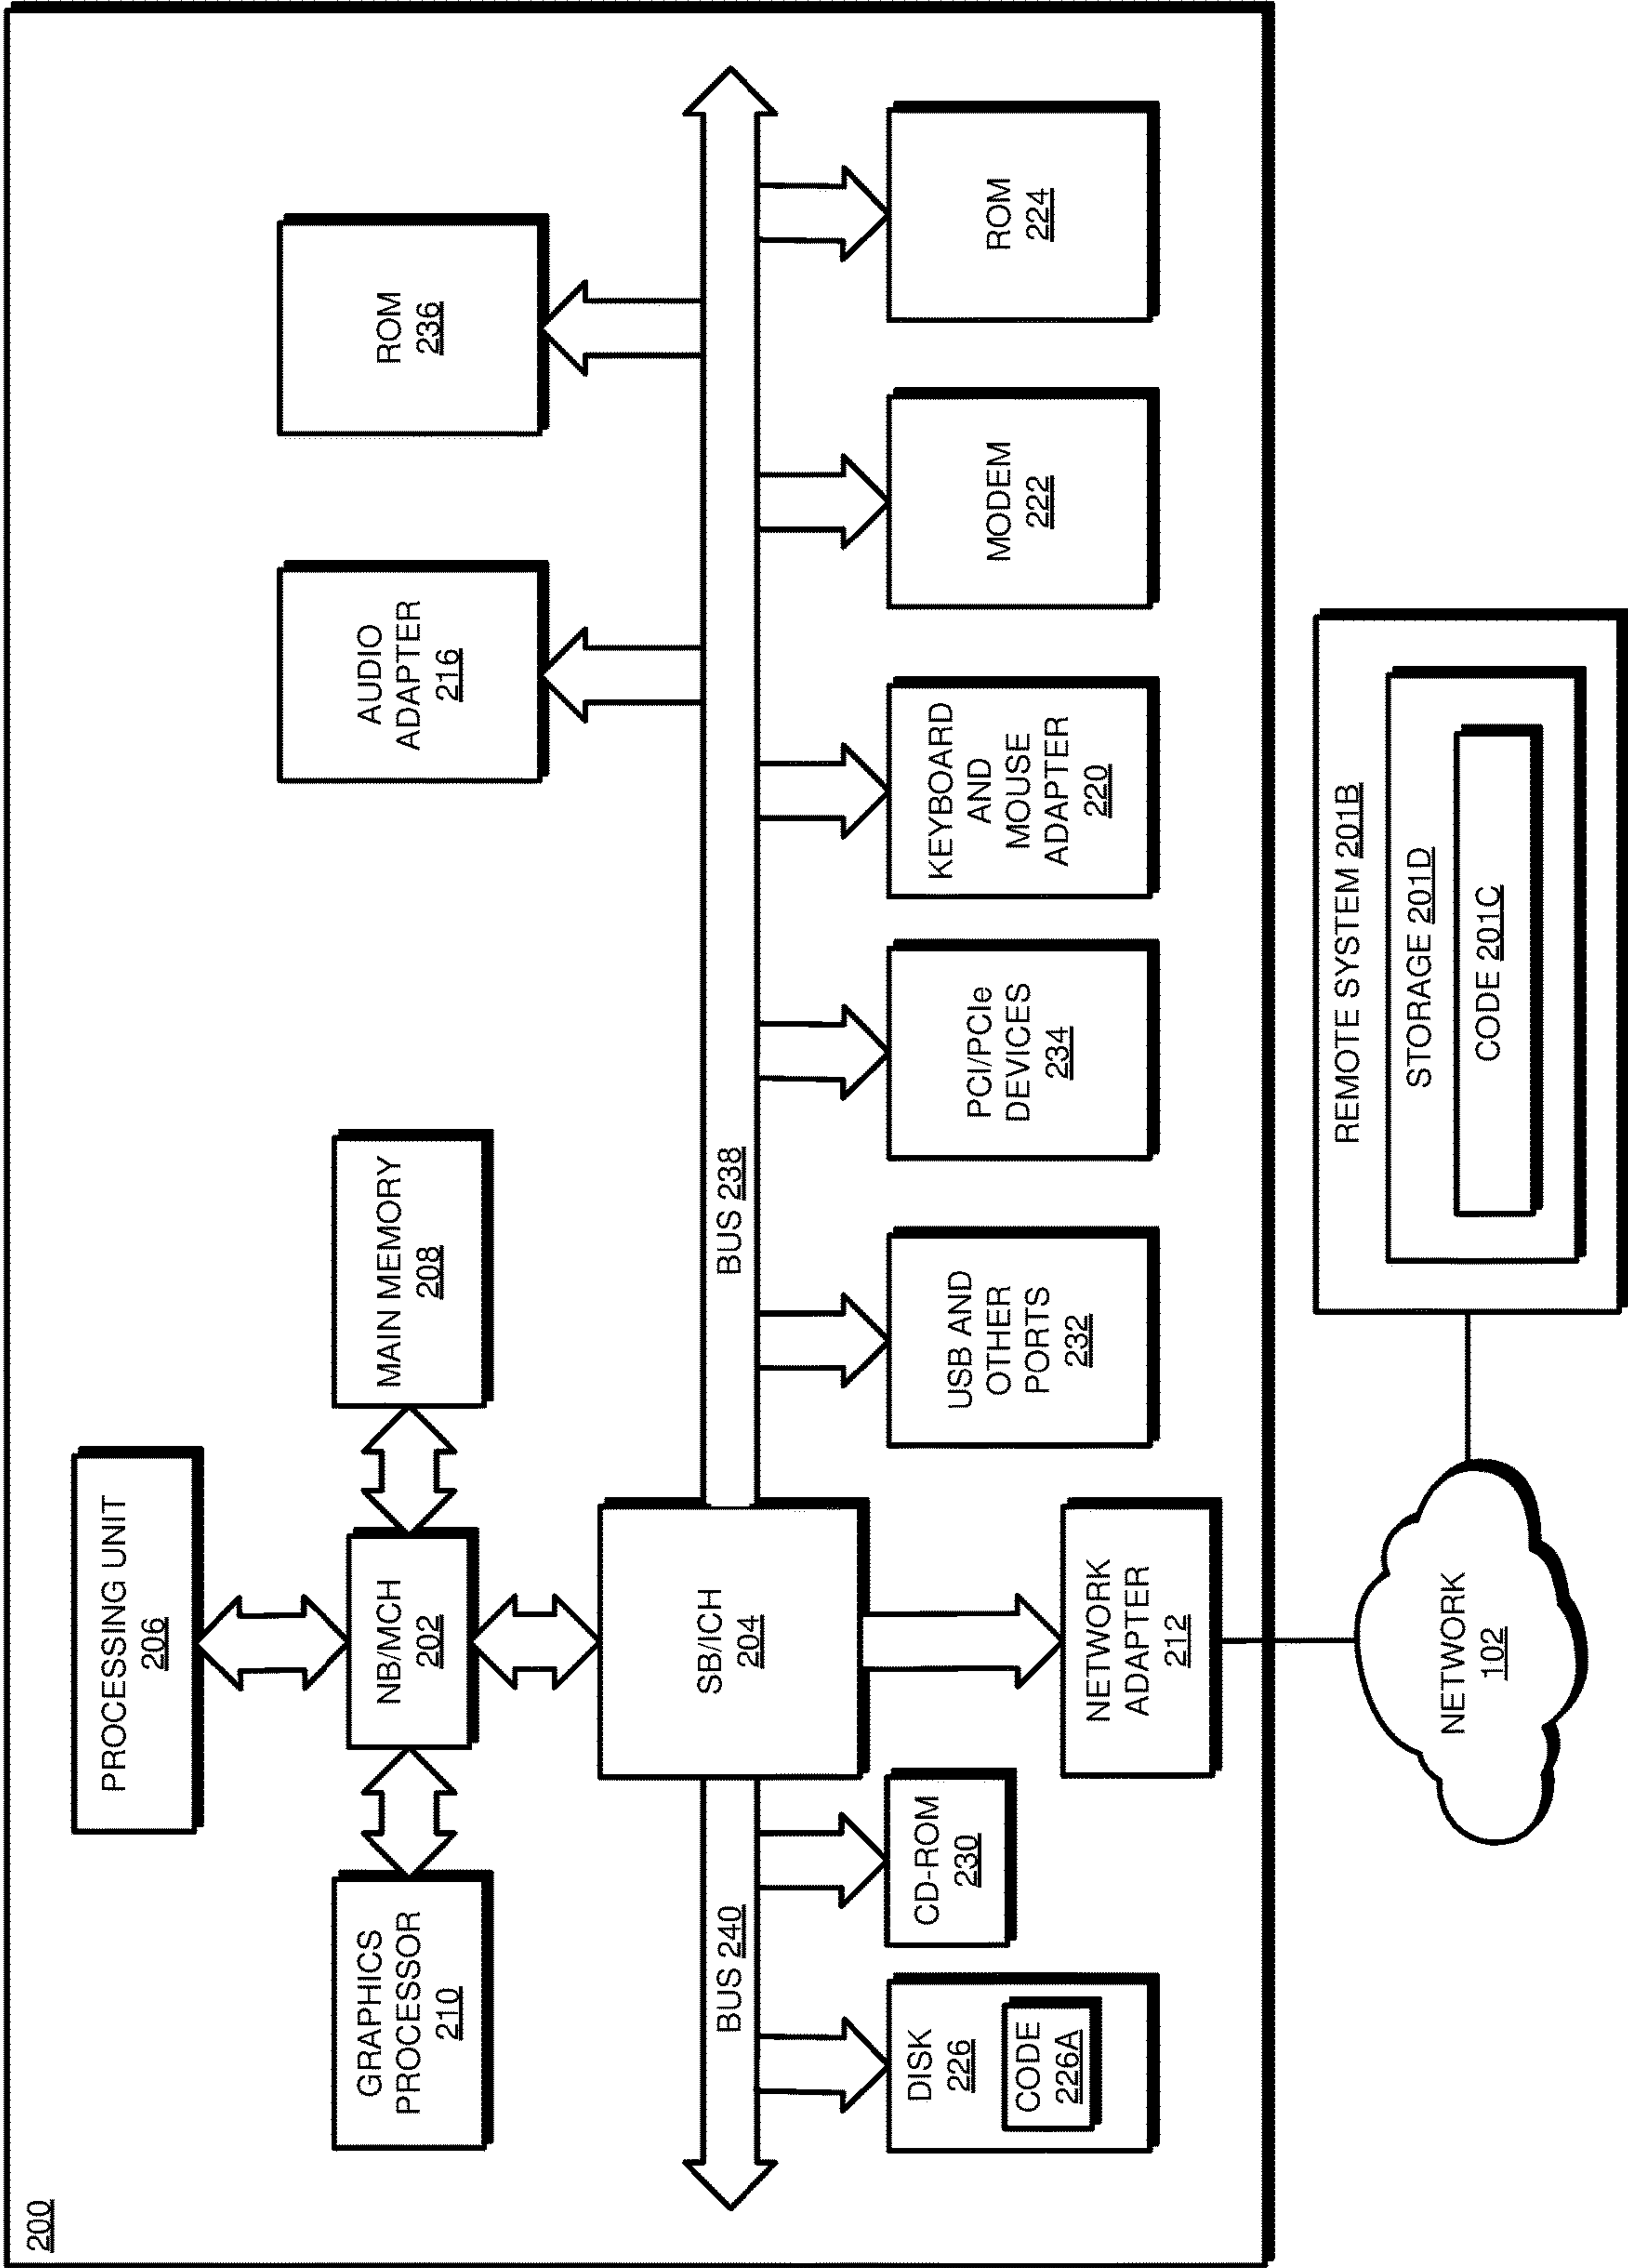 200
PROCESSING UNIT
206
GRAPHICS
PROCESSOR
210
NB/MCH
202
MAIN MEMORY
208
AUDIO
ADAPTER
216
ROM
236
BUS 240
SB/ICH
204
BUS 238
DISK
226
CODE
226A
CD-ROM
230
USB AND
OTHER
PORTS
232
PCI/PCIe
DEVICES
234
KEYBOARD
AND
MOUSE
ADAPTER
220
MODEM
222
ROM
224
NETWORK
ADAPTER
212
NETWORK
102
REMOTE SYSTEM 201B
STORAGE 201D
CODE 201C